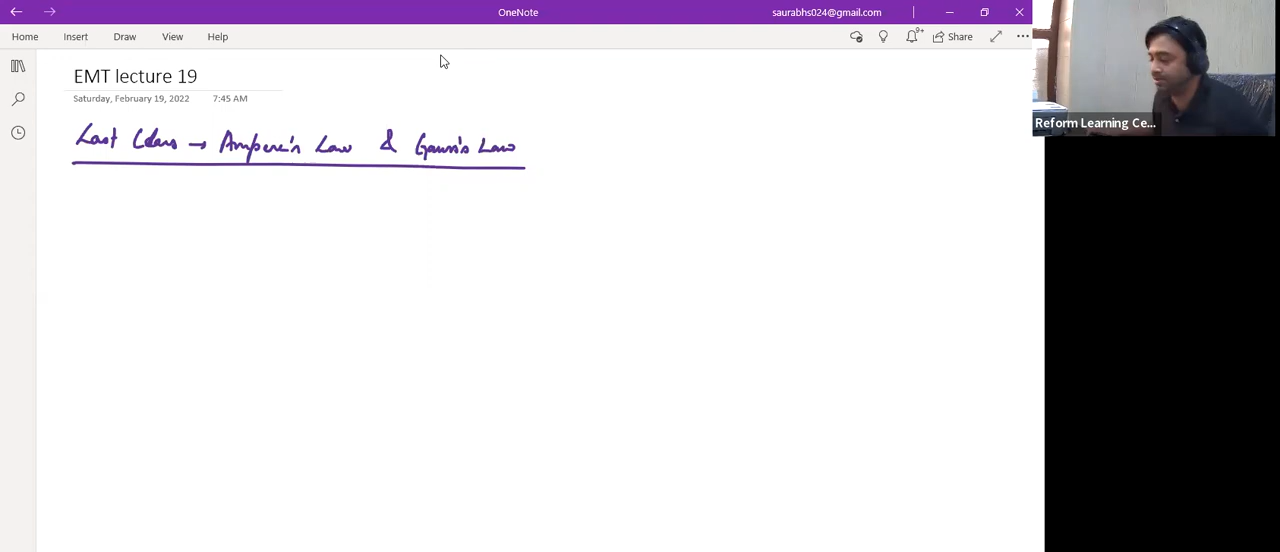 OneNote
saurabhs024@gmail.com
Home Insert Draw View Help
9+
Share
EMT lecture 19
Saturday, February 19, 2022 7:45 AM
Last Class → Ampere's Law & Gauss's Law
Reform Learning Ce...